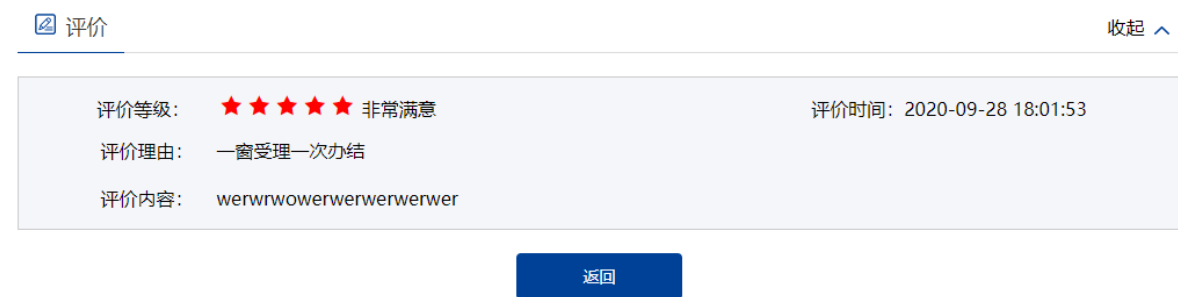 评价
收起
评价等级： 非常满意 评价时间：2020-09-28 18:01:53
评价理由： 一窗受理一次办结
评价内容： werwrwowerwerwerwerwer
返回